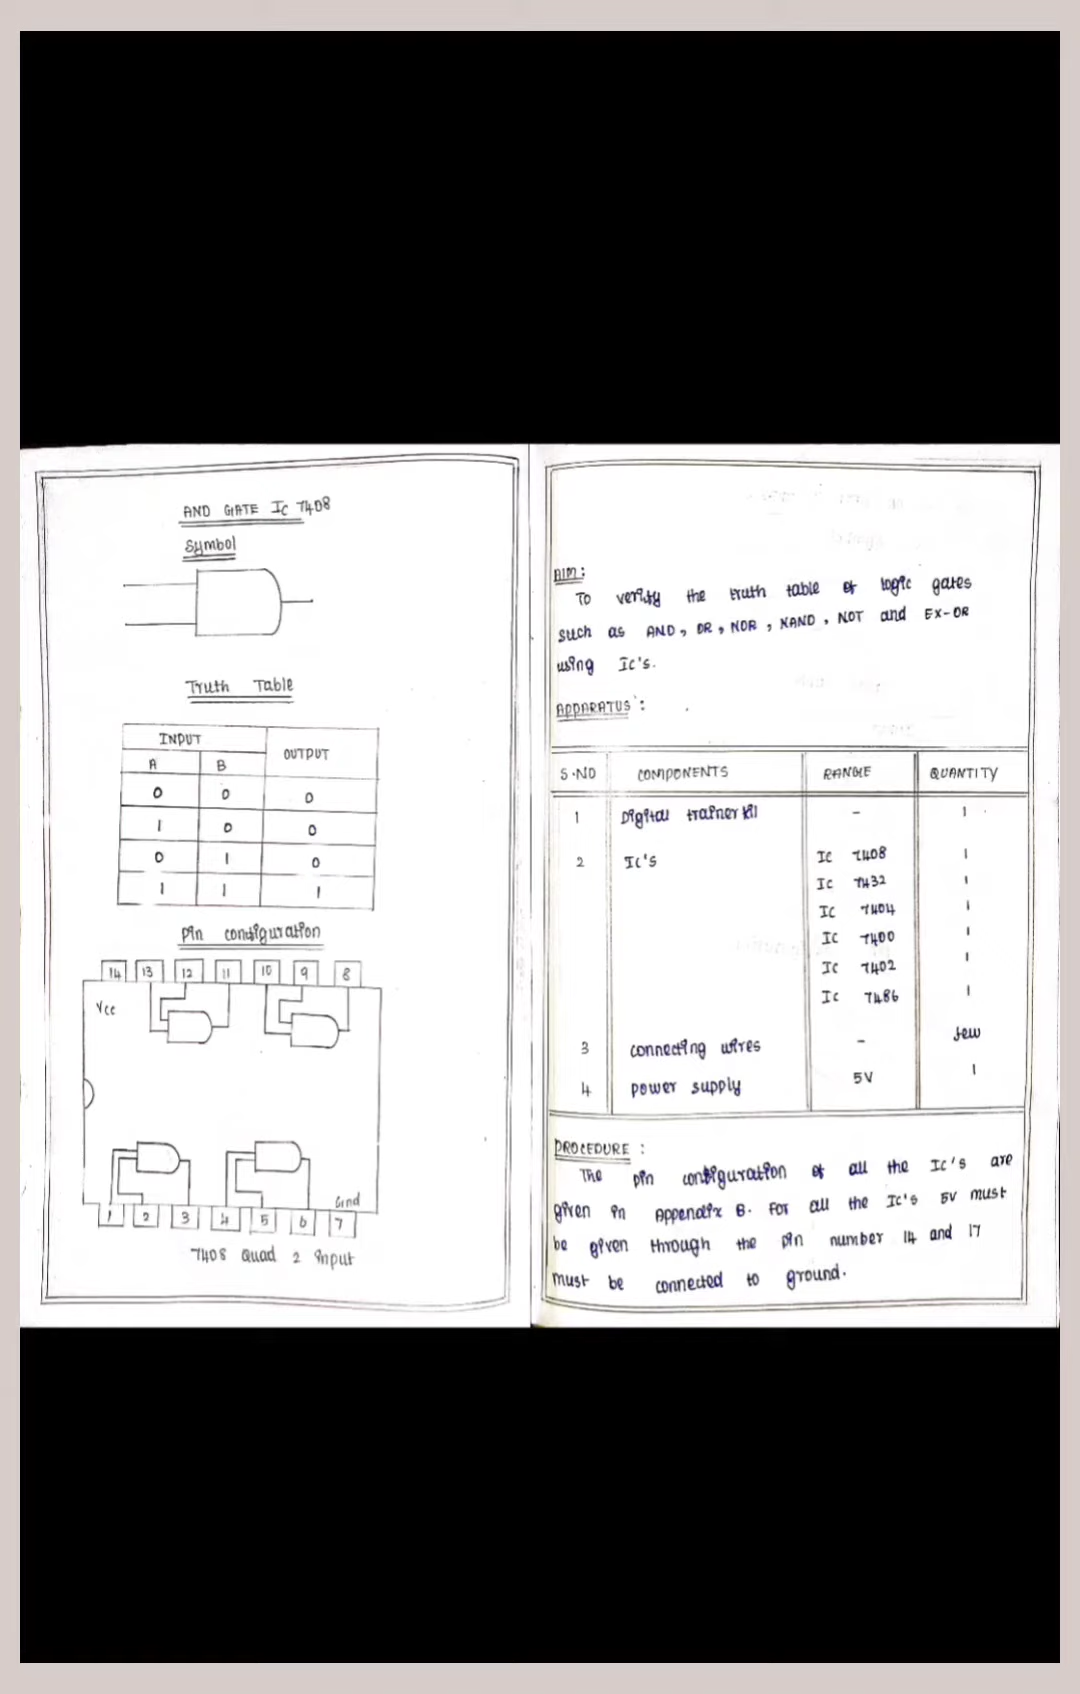 AND GATE IC 7408
Symbol
Truth Table
INPUT OUTPUT
A B
0 0 0
1 0 0
0 1 0
1 1 1
Pin configuration
14 13 12 11 10 9 8
Vcc
Gnd
1 2 3 4 5 6 7
7408 Quad 2 input
AIM :
To verify the truth table of logic gates
such as AND, OR, NOR, NAND, NOT and EX-OR
using IC's.
APPARATUS :
S.NO COMPONENTS RANGE QUANTITY
1 Digital trainer kit - 1
2 IC's IC 7408 1
IC 7432 1
IC 7404 1
IC 7400 1
IC 7402 1
IC 7486 1
3 connecting wires - few
4 power supply 5V 1
PROCEDURE :
The pin configuration of all the IC's are
given in Appendix B. For all the IC's 5V must
be given through the pin number 14 and 17
must be connected to ground.